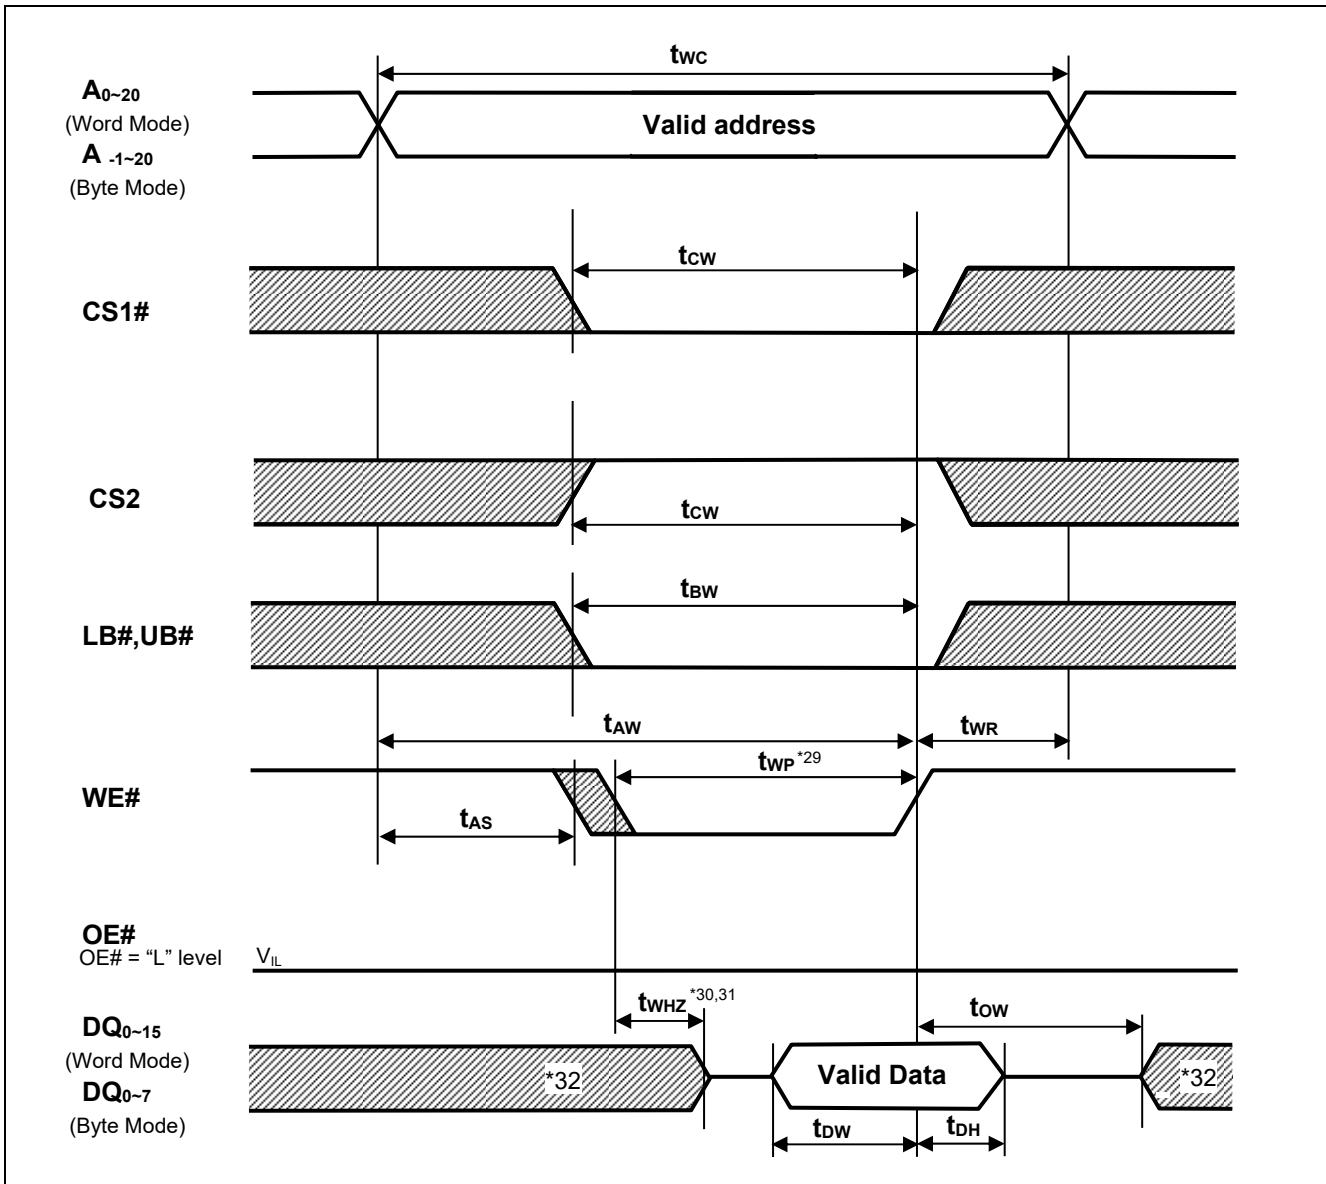 tWC
A0~20
(Word Mode)
A -1~20
(Byte Mode)
Valid address
tCW
CS1#
CS2
tCW
tBW
LB#,UB#
tAW
tWR
tWP *29
WE#
tAS
OE#
OE# = “L” level
VIL
tWHZ *30,31
tOW
DQ0~15
(Word Mode)
DQ0~7
(Byte Mode)
*32
Valid Data
*32
tDW
tDH